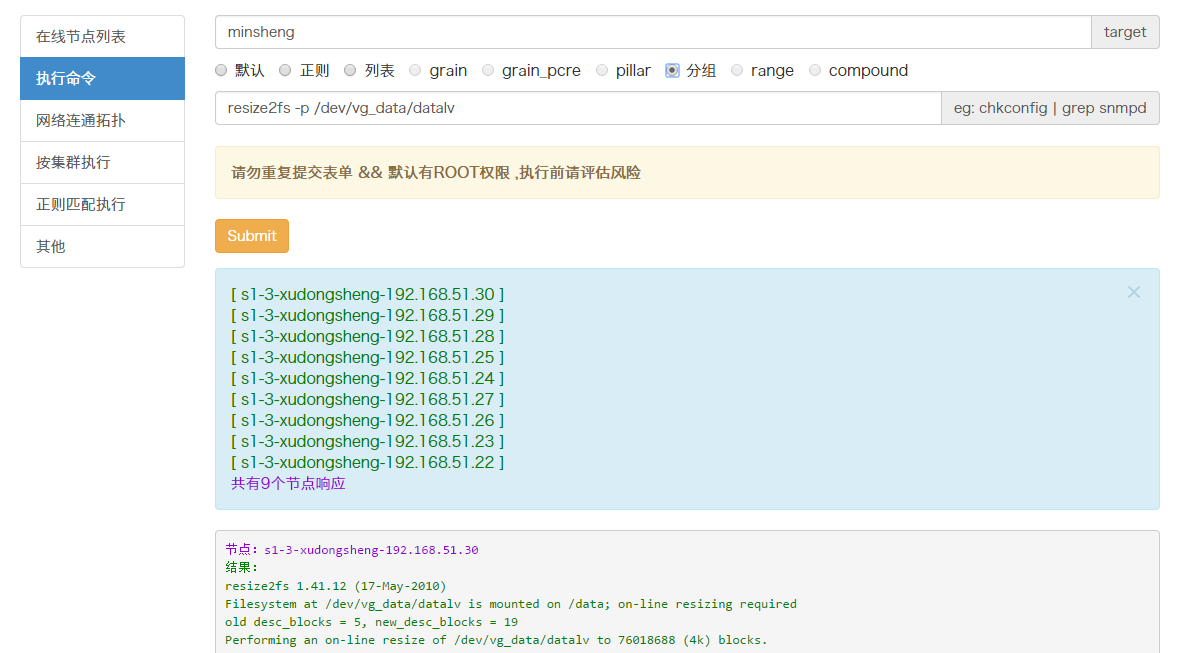 在线节点列表
执行命令
网络连通拓扑
按集群执行
正则匹配执行
其他
minsheng target
默认 正则 列表 grain grain_pcre pillar 分组 range compound
resize2fs -p /dev/vg_data/datalv eg: chkconfig | grep snmpd
请勿重复提交表单 && 默认有ROOT权限 ,执行前请评估风险
Submit
×
[ s1-3-xudongsheng-192.168.51.30 ]
[ s1-3-xudongsheng-192.168.51.29 ]
[ s1-3-xudongsheng-192.168.51.28 ]
[ s1-3-xudongsheng-192.168.51.25 ]
[ s1-3-xudongsheng-192.168.51.24 ]
[ s1-3-xudongsheng-192.168.51.27 ]
[ s1-3-xudongsheng-192.168.51.26 ]
[ s1-3-xudongsheng-192.168.51.23 ]
[ s1-3-xudongsheng-192.168.51.22 ]
共有9个节点响应
节点: s1-3-xudongsheng-192.168.51.30
结果:
resize2fs 1.41.12 (17-May-2010)
Filesystem at /dev/vg_data/datalv is mounted on /data; on-line resizing required
old desc_blocks = 5, new_desc_blocks = 19
Performing an on-line resize of /dev/vg_data/datalv to 76018688 (4k) blocks.